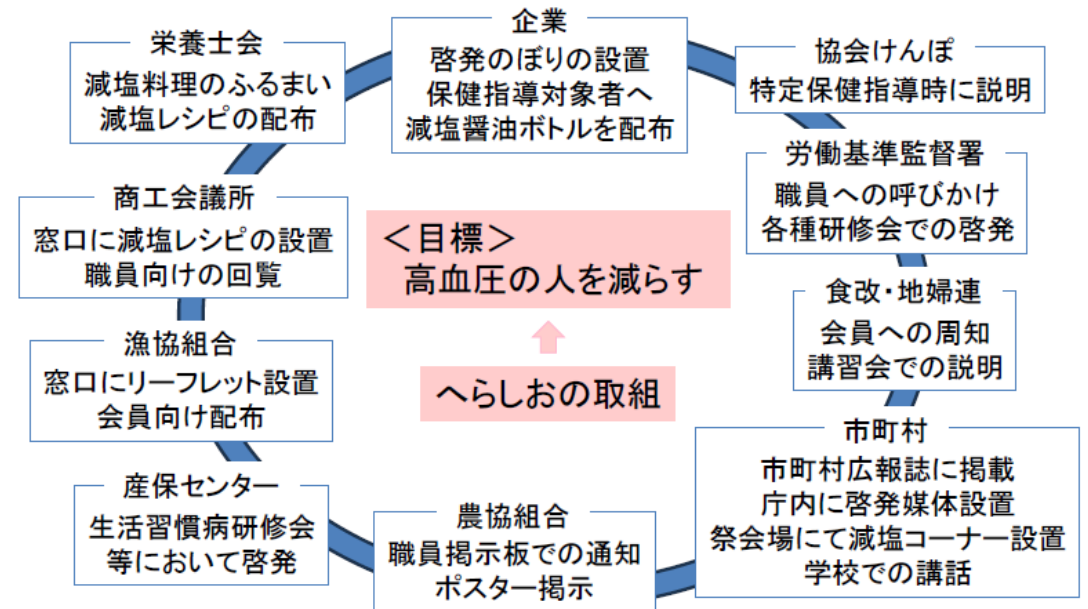 企業
啓発のぼりの設置
保健指導対象者へ
減塩醤油ボトルを配布
協会けんぽ
特定保健指導時に説明
労働基準監督署
職員への呼びかけ
各種研修会での啓発
食改・地婦連
会員への周知
講習会での説明
市町村
市町村広報誌に掲載
庁内に啓発媒体設置
祭会場にて減塩コーナー設置
学校での講話
農協組合
職員掲示板での通知
ポスター掲示
産保センター
生活習慣病研修会
等において啓発
漁協組合
窓口にリーフレット設置
会員向け配布
商工会議所
窓口に減塩レシピの設置
職員向けの回覧
栄養士会
減塩料理のふるまい
減塩レシピの配布
＜目標＞
高血圧の人を減らす
へらしおの取組